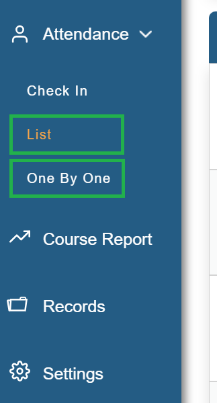 Attendance
Check In
List
One By One
Course Report
Records
Settings